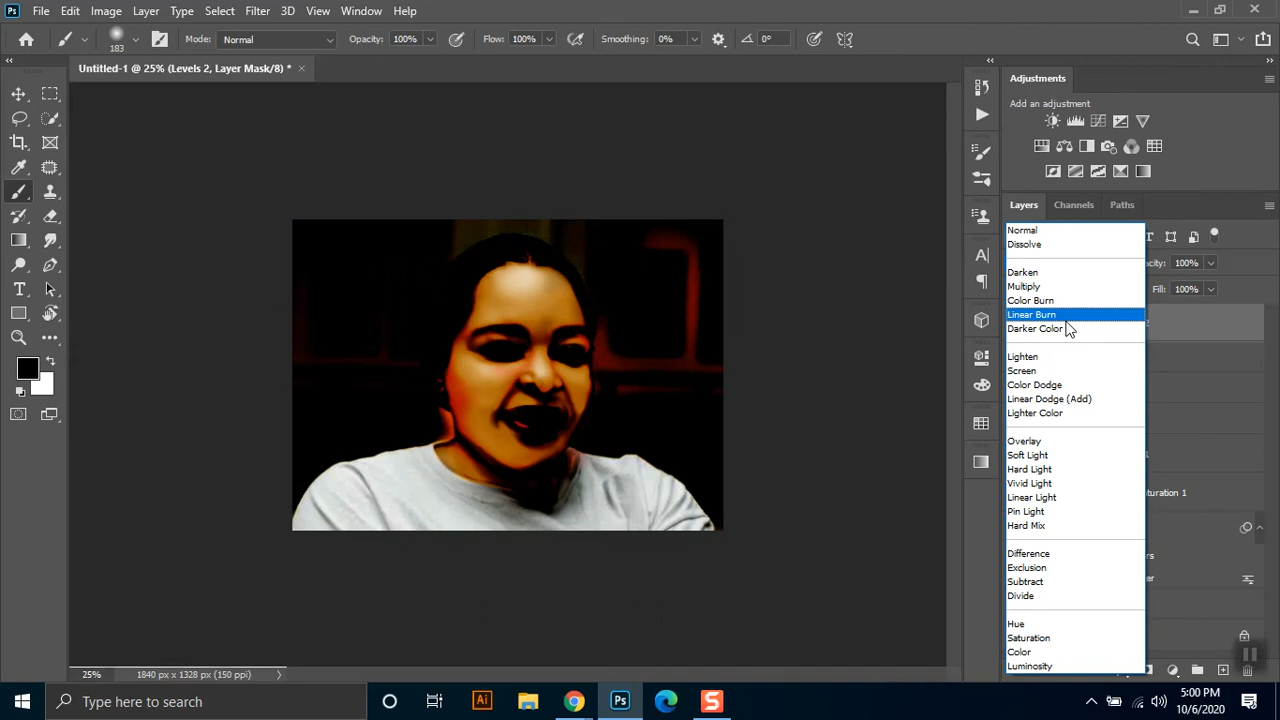 Ps File Edit Image Layer Type Select Filter 3D View Window Help
183 Mode: Normal Opacity: 100% Flow: 100% Smoothing: 0% 0°
Untitled-1 @ 25% (Levels 2, Layer Mask/8) *
Adjustments
Add an adjustment
Layers Channels Paths
Normal
Dissolve
Darken
Multiply
Color Burn
Linear Burn
Darker Color
Lighten
Screen
Color Dodge
Linear Dodge (Add)
Lighter Color
Overlay
Soft Light
Hard Light
Vivid Light
Linear Light
Pin Light
Hard Mix
Difference
Exclusion
Subtract
Divide
Hue
Saturation
Color
Luminosity
100%
Fill: 100%
25% 1840 px x 1328 px (150 ppi)
Type here to search
Ai
Ps
S
5:00 PM
10/6/2020